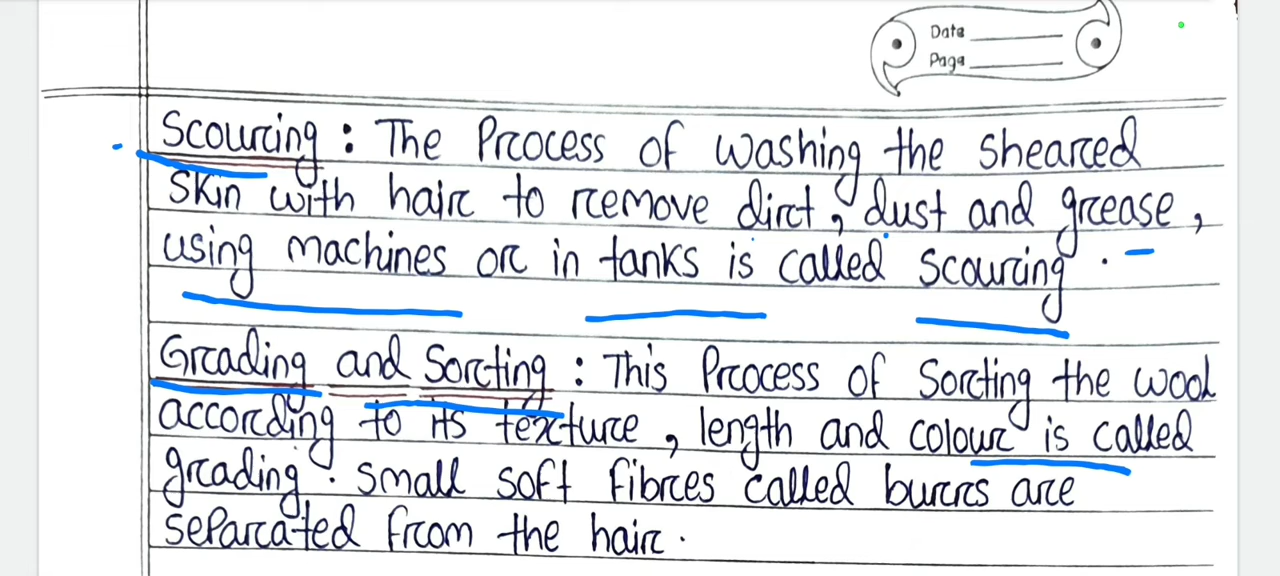 Date
Page
Scouring : The Process of washing the sheared
skin with hair to remove dirt, dust and grease,
using machines or in tanks is called scouring.
Grading and Sorting : This Process of Sorting the wool
according to its texture, length and colour is called
grading. small soft fibres called burrs are
separated from the hair.